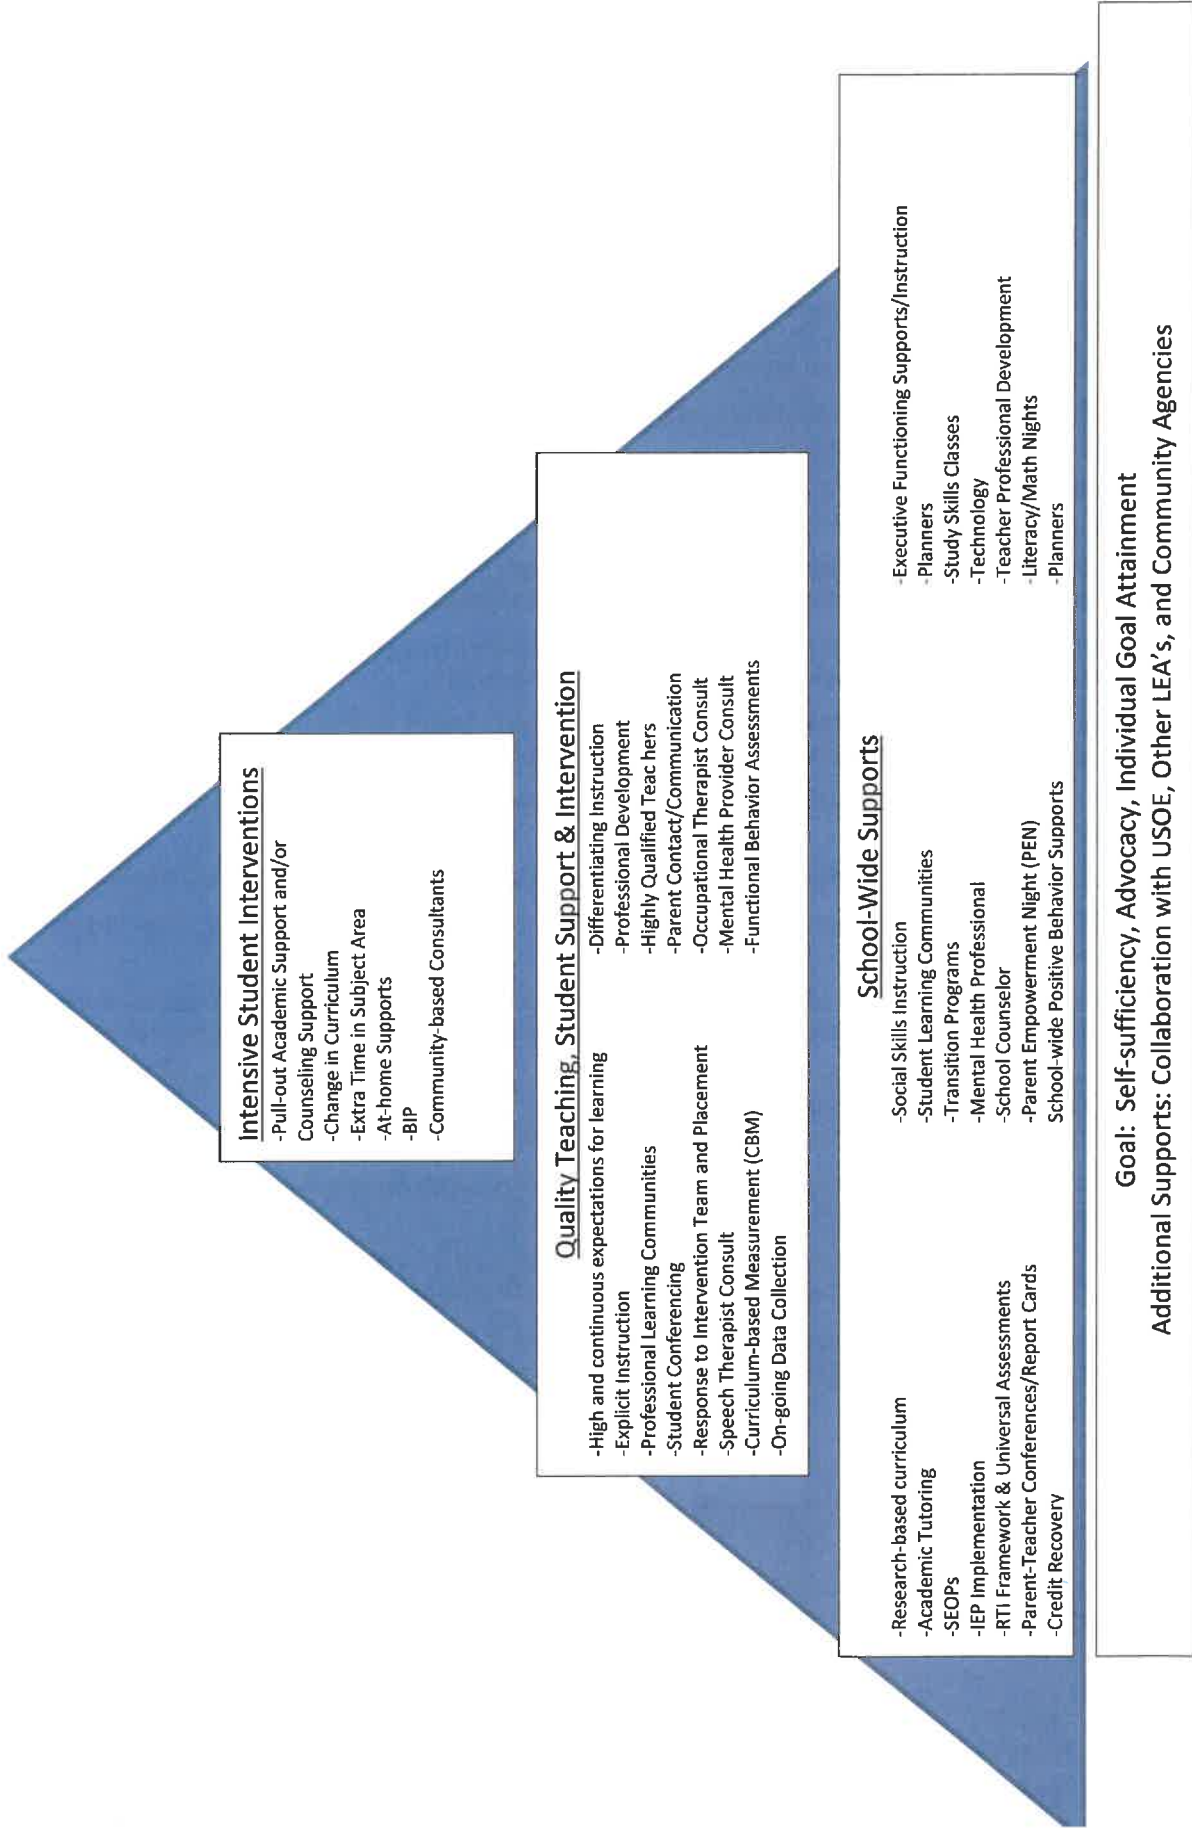 Intensive Student Interventions
-Pull-out Academic Support and/or
Counseling Support
-Change in Curriculum
-Extra Time in Subject Area
-At-home Supports
-BIP
-Community-based Consultants
Quality Teaching, Student Support & Intervention
-High and continuous expectations for learning
-Explicit Instruction
-Professional Learning Communities
-Student Conferencing
-Response to Intervention Team and Placement
-Speech Therapist Consult
-Curriculum-based Measurement (CBM)
-On-going Data Collection
-Differentiating Instruction
-Professional Development
-Highly Qualified Teachers
-Parent Contact/Communication
-Occupational Therapist Consult
-Mental Health Provider Consult
-Functional Behavior Assessments
School-Wide Supports
-Research-based curriculum
-Academic Tutoring
-SEOPs
-IEP Implementation
-RTI Framework & Universal Assessments
-Parent-Teacher Conferences/Report Cards
-Credit Recovery
-Social Skills Instruction
-Student Learning Communities
-Transition Programs
-Mental Health Professional
-School Counselor
-Parent Empowerment Night (PEN)
School-wide Positive Behavior Supports
-Executive Functioning Supports/Instruction
-Planners
-Study Skills Classes
-Technology
-Teacher Professional Development
-Literacy/Math Nights
-Planners
Goal: Self-sufficiency, Advocacy, Individual Goal Attainment
Additional Supports: Collaboration with USOE, Other LEA's, and Community Agencies